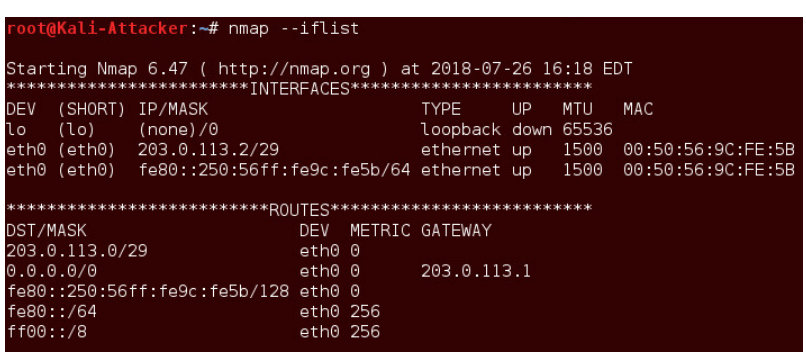 root@Kali-Attacker:~# nmap --iflist
Starting Nmap 6.47 ( http://nmap.org ) at 2018-07-26 16:18 EDT
************************INTERFACES************************
DEV  (SHORT) IP/MASK                     TYPE     UP   MTU   MAC
lo   (lo)    (none)/0                    loopback down 65536
eth0 (eth0)  203.0.113.2/29              ethernet up   1500  00:50:56:9C:FE:5B
eth0 (eth0)  fe80::250:56ff:fe9c:fe5b/64 ethernet up   1500  00:50:56:9C:FE:5B
**************************ROUTES**************************
DST/MASK                     DEV  METRIC GATEWAY
203.0.113.0/29               eth0 0
0.0.0.0/0                    eth0 0      203.0.113.1
fe80::250:56ff:fe9c:fe5b/128 eth0 0
fe80::/64                    eth0 256
ff00::/8                     eth0 256